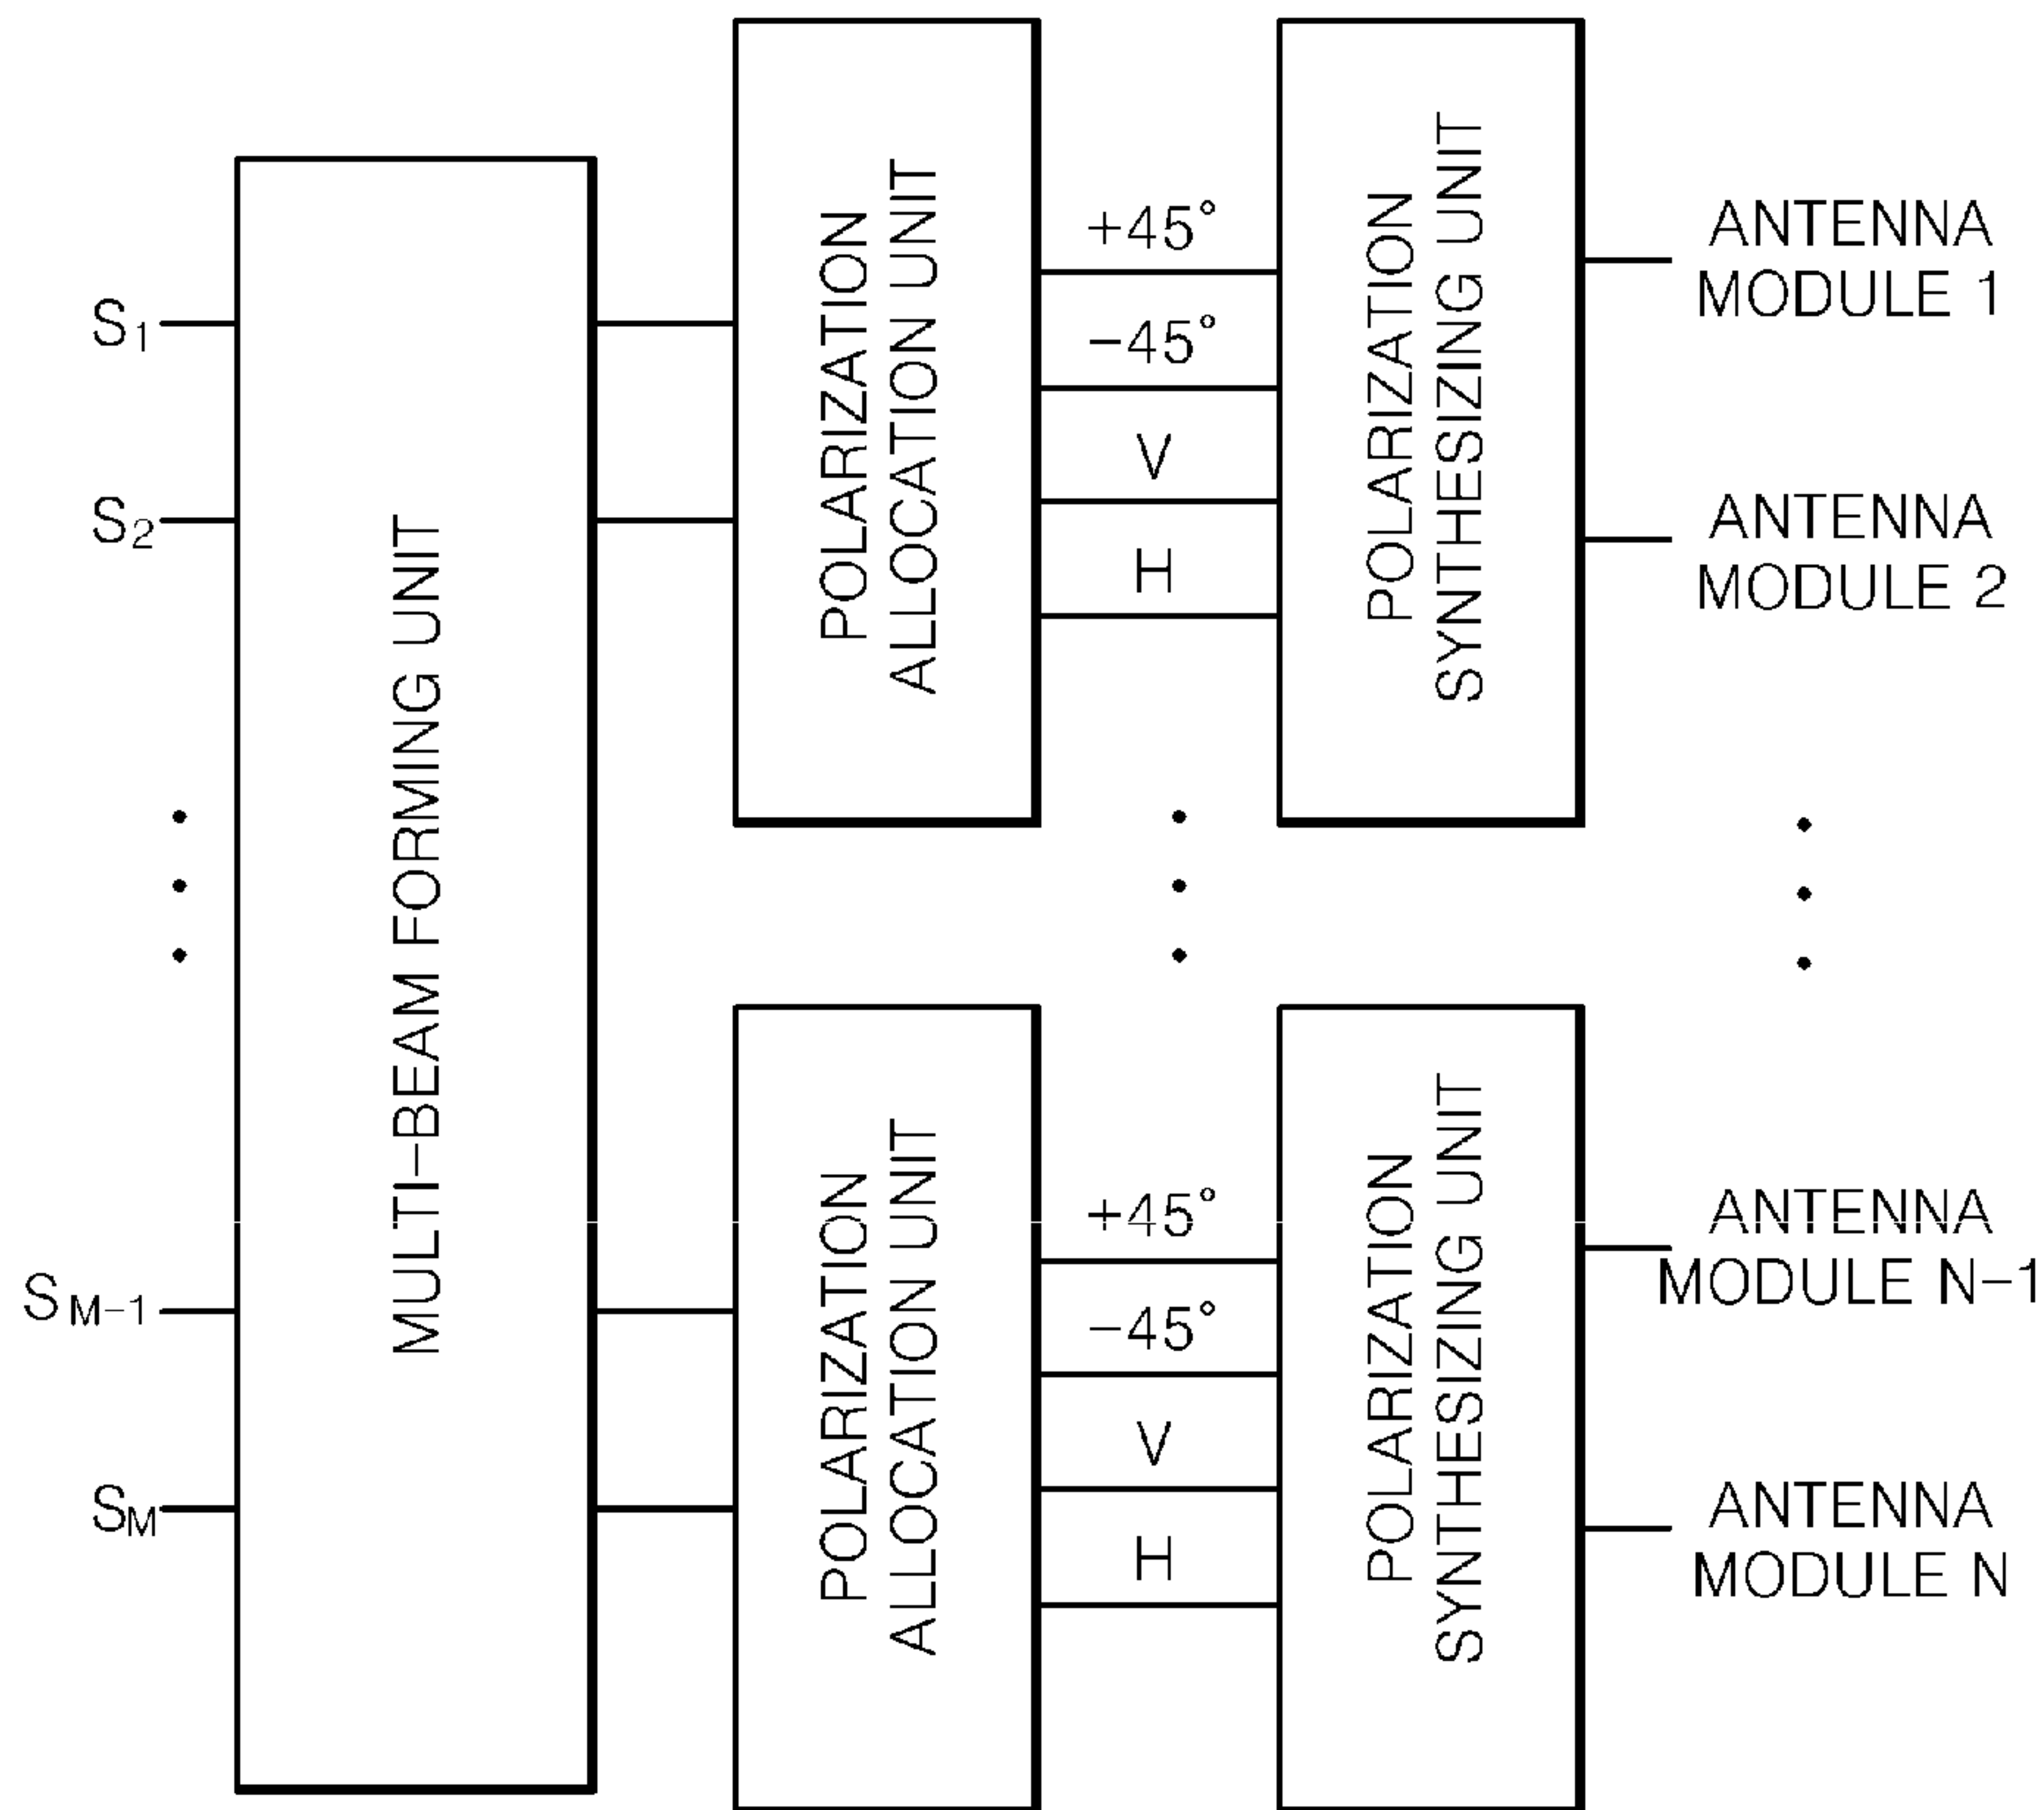 S1
S2
SM-1
SM
MULTI-BEAM FORMING UNIT
POLARIZATION
ALLOCATION UNIT
+45°
-45°
V
H
POLARIZATION
SYNTHESIZING UNIT
ANTENNA
MODULE 1
ANTENNA
MODULE 2
POLARIZATION
ALLOCATION UNIT
+45°
-45°
V
H
POLARIZATION
SYNTHESIZING UNIT
ANTENNA
MODULE N-1
ANTENNA
MODULE N